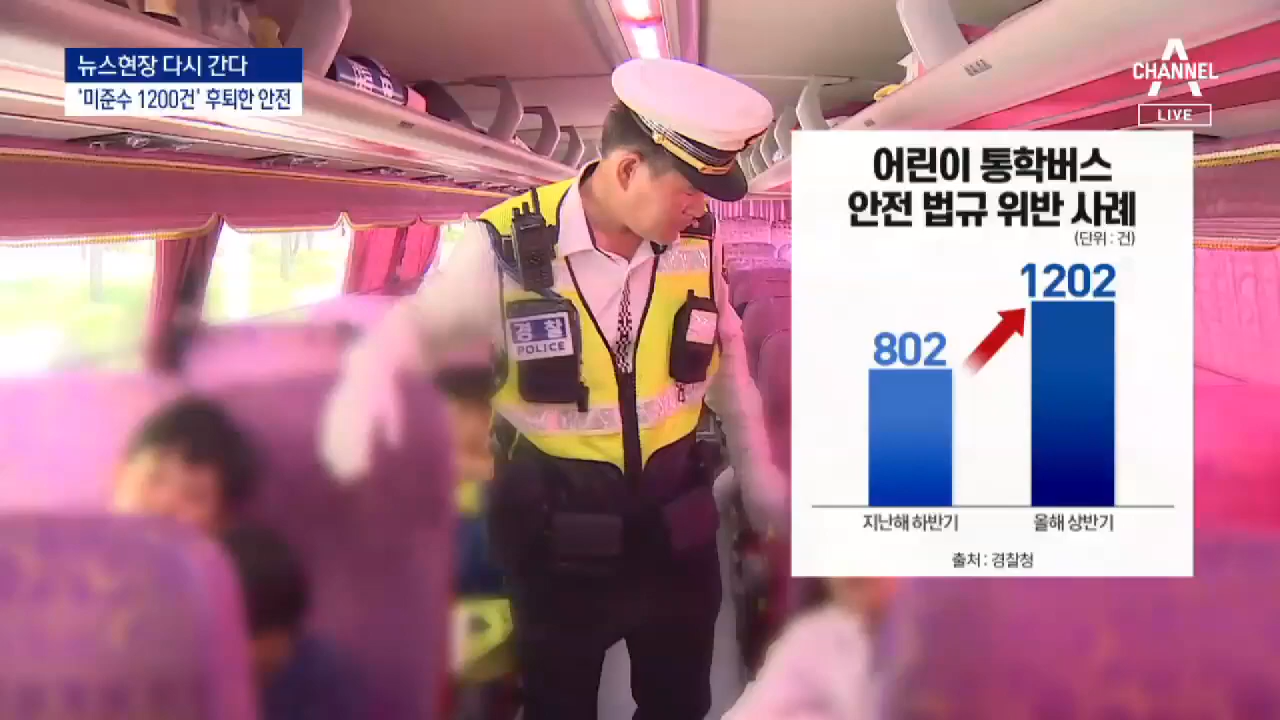 뉴스현장 다시 간다
'미준수 1200건' 후퇴한 안전
CHANNEL
LIVE
어린이 통학버스
안전 법규 위반 사례
(단위 : 건)
1202
802
지난해 하반기
올해 상반기
출처 : 경찰청
경찰
POLICE